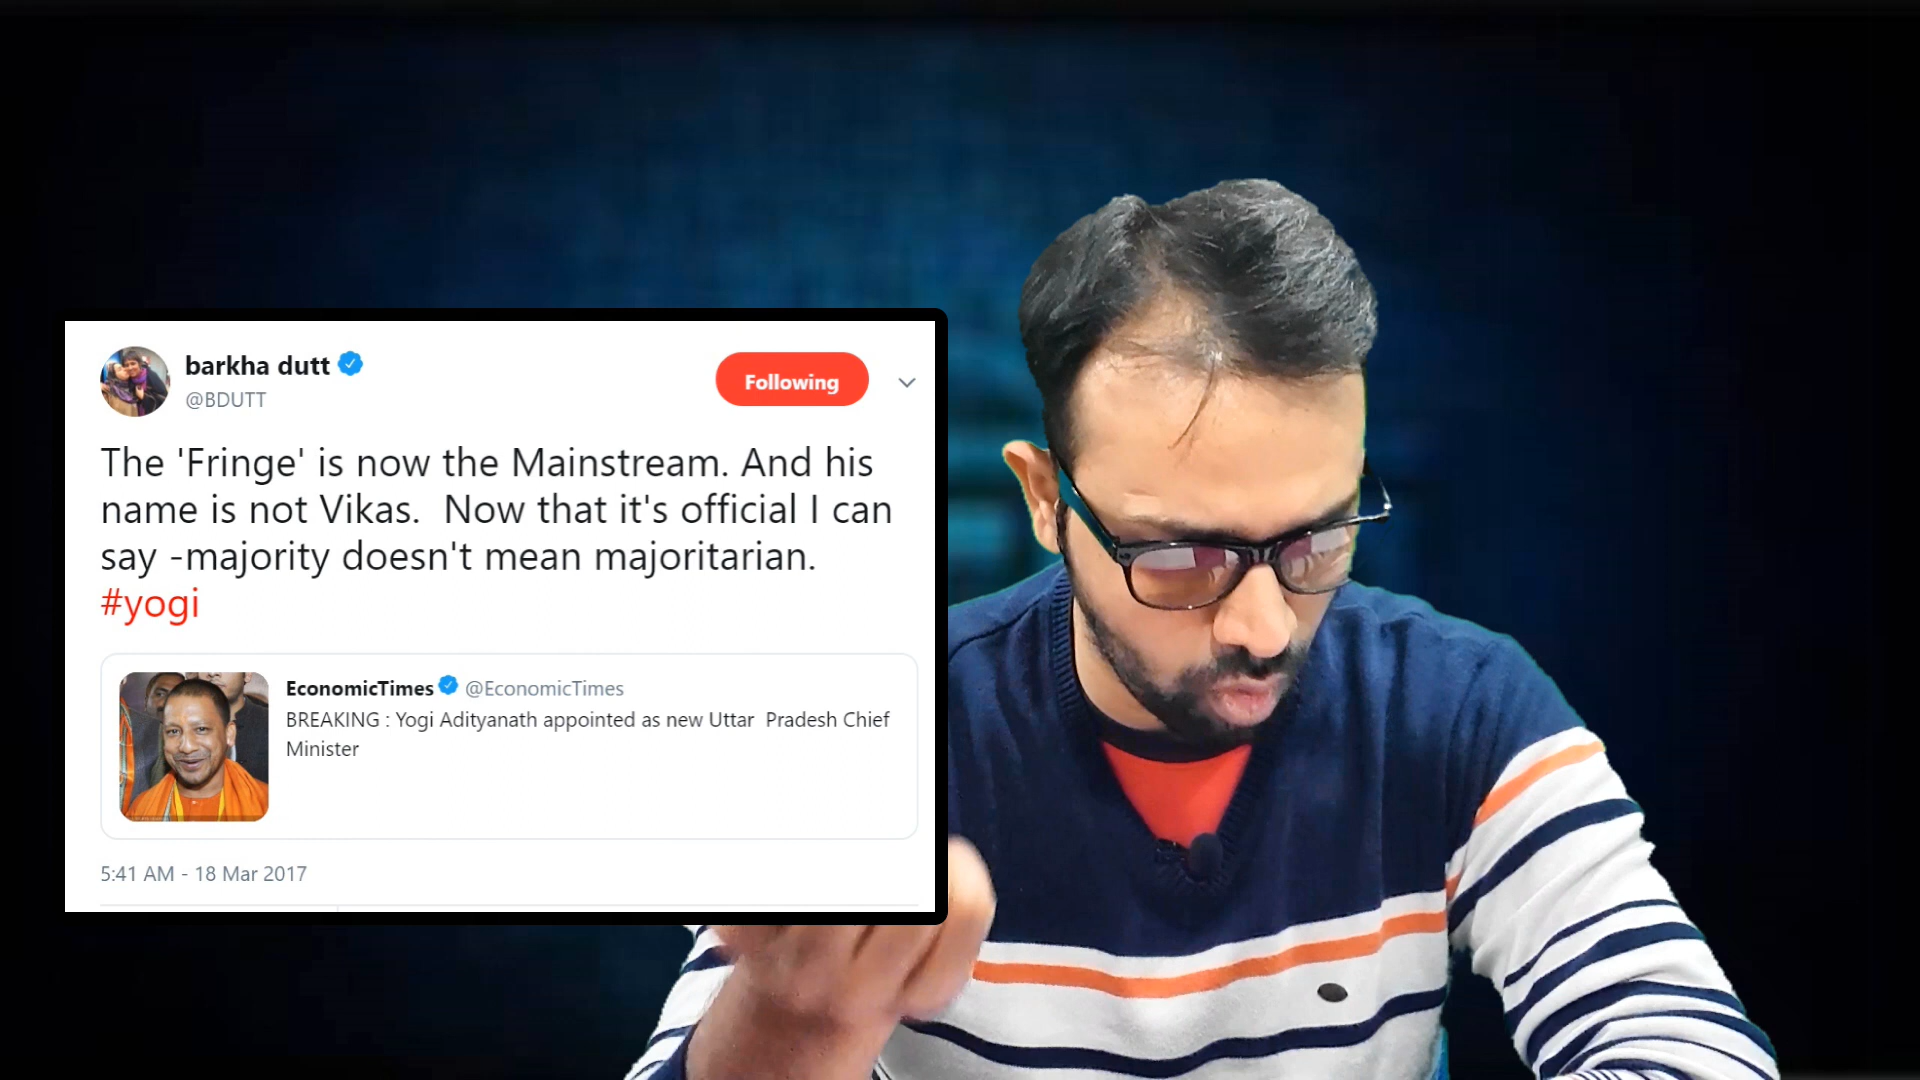 barkha dutt
@BDUTT
Following
The 'Fringe' is now the Mainstream. And his
name is not Vikas.  Now that it's official I can
say -majority doesn't mean majoritarian.
#yogi
EconomicTimes @EconomicTimes
BREAKING : Yogi Adityanath appointed as new Uttar  Pradesh Chief
Minister
5:41 AM - 18 Mar 2017